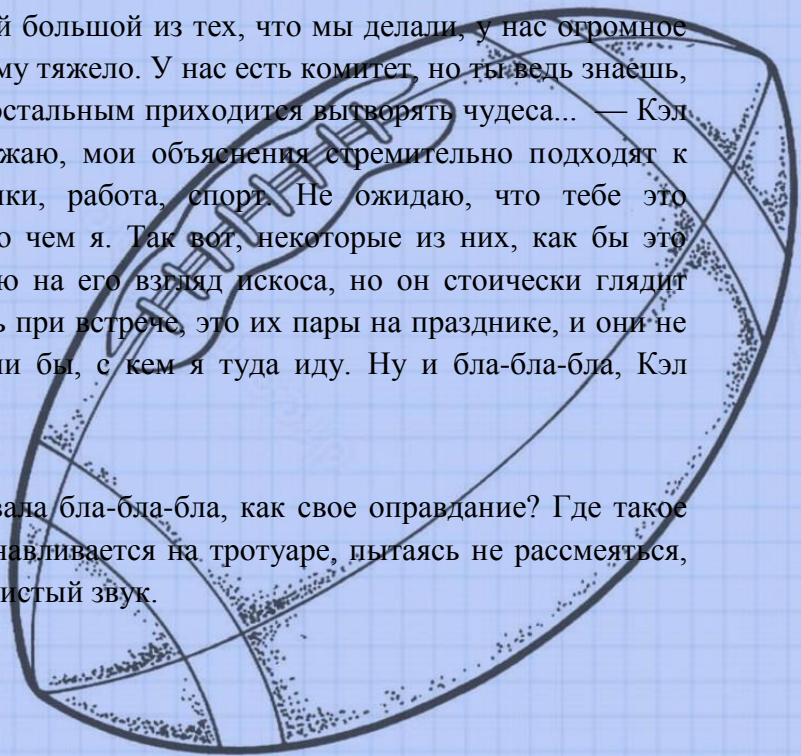 й большой из тех, что мы делали, у нас огромное
му тяжело. У нас есть комитет, но ты ведь знаешь,
остальным приходится вытворять чудеса... — Кэл
жаю, мои объяснения стремительно подходят к
ики, работа, спорт. Не ожидаю, что тебе это
о чем я. Так вот, некоторые из них, как бы это
ю на его взгляд искоса, но он стоически глядит
ь при встрече, это их пары на празднике, и они не
ли бы, с кем я туда иду. Ну и бла-бла-бла, Кэл
вала бла-бла-бла, как свое оправдание? Где такое
навливается на тротуаре, пытаясь не рассмеяться,
истый звук.